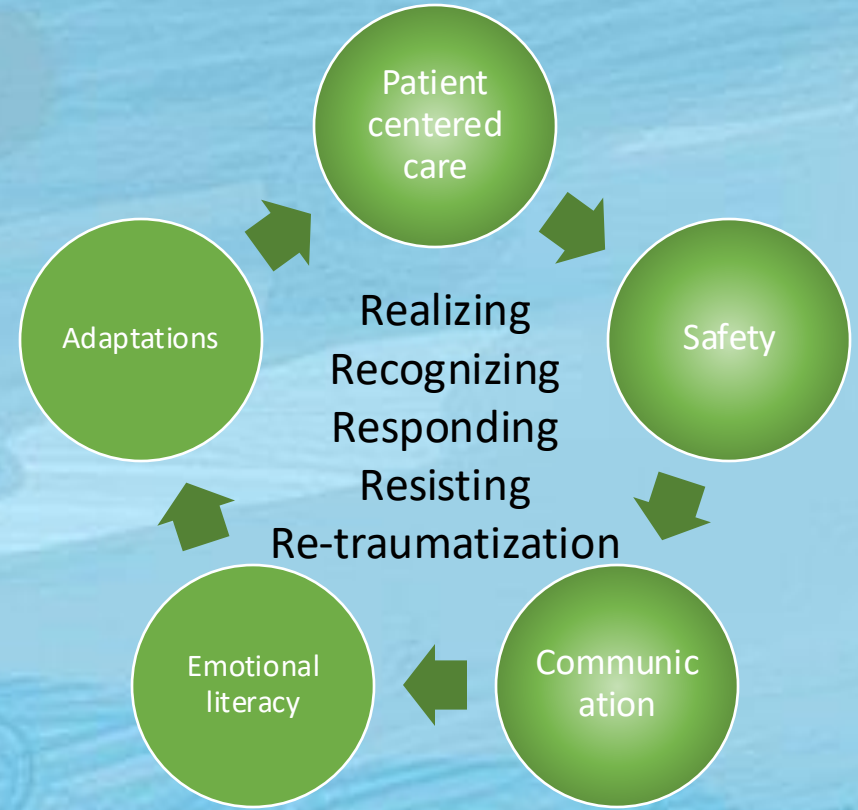 Patient
centered
care
Safety
Communic
ation
Emotional
literacy
Adaptations
Realizing
Recognizing
Responding
Resisting
Re-traumatization